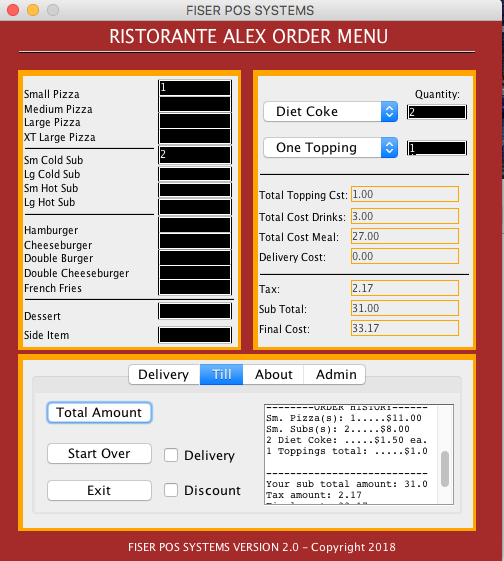 FISER POS SYSTEMS
RISTORANTE ALEX ORDER MENU
Small Pizza 1
Medium Pizza
Large Pizza
XT Large Pizza
Sm Cold Sub 2
Lg Cold Sub
Sm Hot Sub
Lg Hot Sub
Hamburger
Cheeseburger
Double Burger
Double Cheeseburger
French Fries
Dessert
Side Item
Quantity:
Diet Coke 2
One Topping 1
Total Topping Cst: 1.00
Total Cost Drinks: 3.00
Total Cost Meal: 27.00
Delivery Cost: 0.00
Tax: 2.17
Sub Total: 31.00
Final Cost: 33.17
Delivery Till About Admin
Total Amount
Start Over Delivery
Exit Discount
--------ORDER HISTORY------
Sm. Pizza(s): 1.....$11.00
Sm. Subs(s): 2.....$8.00
2 Diet Coke: .....$1.50 ea.
1 Toppings total: .....$1.0
---------------------------
Your sub total amount: 31.0
Tax amount: 2.17
FISER POS SYSTEMS VERSION 2.0 - Copyright 2018